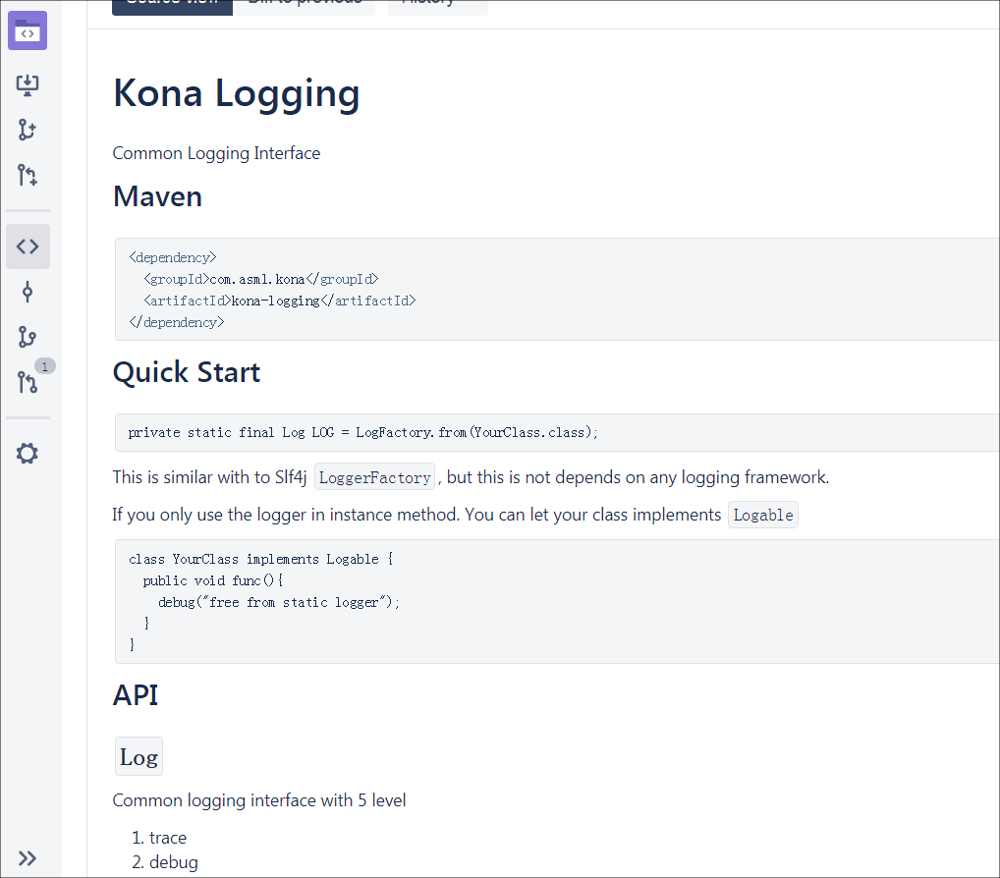 Source view Diff to previous History
Kona Logging
Common Logging Interface
Maven
<dependency>
<groupId>com.asml.kona</groupId>
<artifactId>kona-logging</artifactId>
</dependency>
Quick Start
private static final Log LOG = LogFactory.from(YourClass.class);
This is similar with to Slf4j LoggerFactory , but this is not depends on any logging framework.
If you only use the logger in instance method. You can let your class implements Logable
class YourClass implements Logable {
public void func(){
debug("free from static logger");
}
}
1
API
Log
Common logging interface with 5 level
1. trace
2. debug